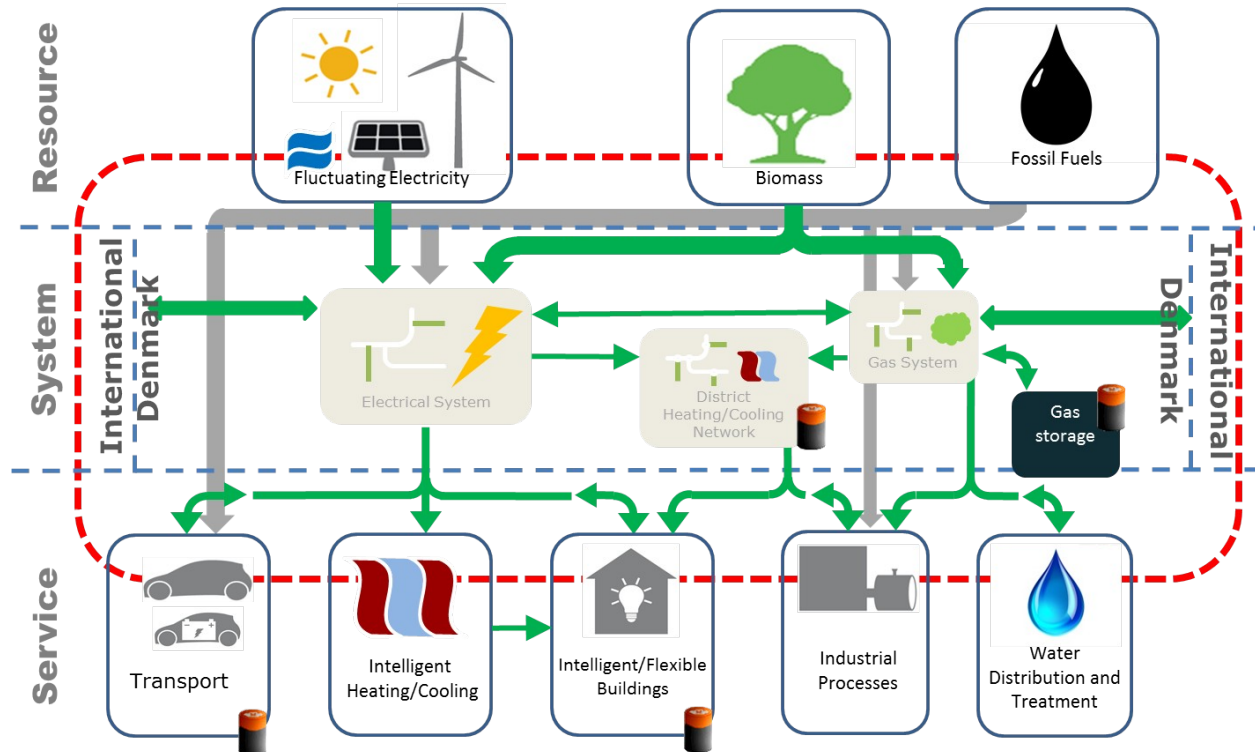 Resource
Fluctuating Electricity
Biomass
Fossil Fuels
System
International
Denmark
Electrical System
District
Heating/Cooling
Network
Gas System
Gas
storage
Denmark
International
Service
Transport
Intelligent
Heating/Cooling
Intelligent/Flexible
Buildings
Industrial
Processes
Water
Distribution and
Treatment